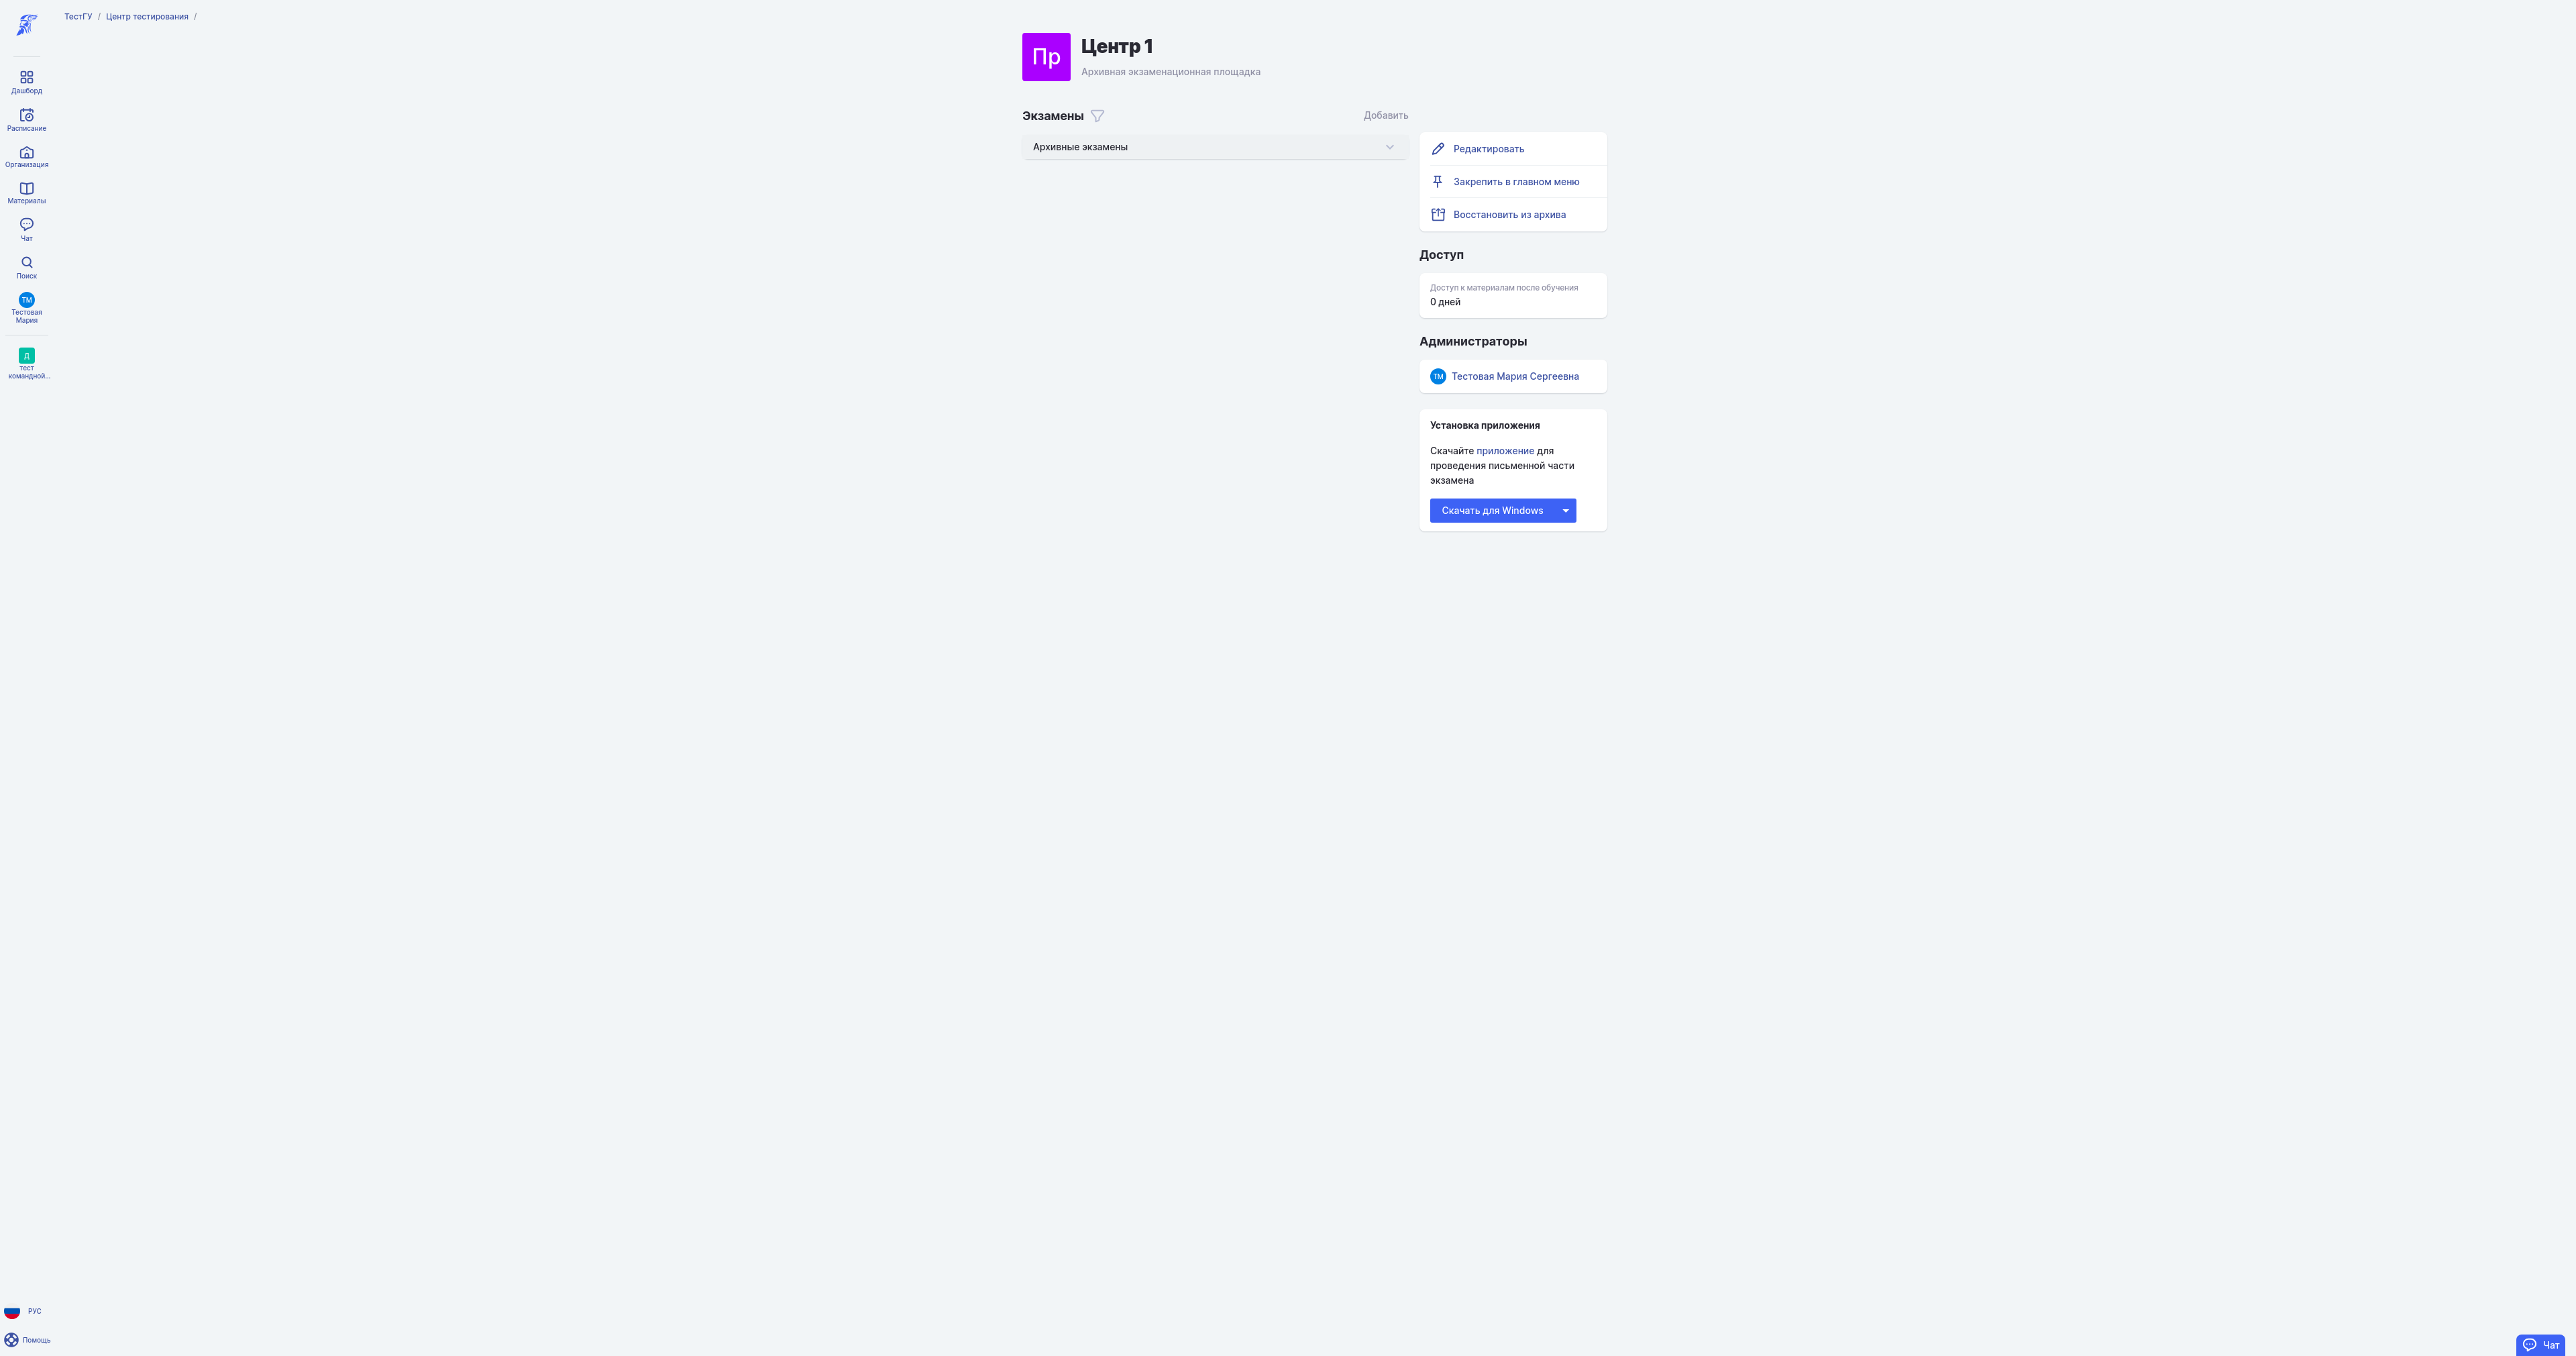 ТестГУ / Центр тестирования /
Дашборд
Расписание
Организация
Материалы
Чат
Поиск
ТМ
Тестовая
Мария
Д
тест
командной...
РУС
Помощь
Пр
Центр 1
Архивная экзаменационная площадка
Экзамены
Добавить
Архивные экзамены
Редактировать
Закрепить в главном меню
Восстановить из архива
Доступ
Доступ к материалам после обучения
0 дней
Администраторы
ТМ Тестовая Мария Сергеевна
Установка приложения
Скачайте приложение для
проведения письменной части
экзамена
Скачать для Windows
Чат